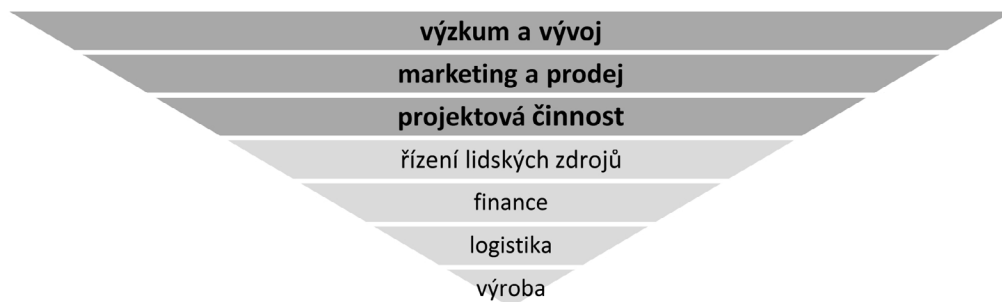 výzkum a vývoj
marketing a prodej
projektová činnost
řízení lidských zdrojů
finance
logistika
výroba